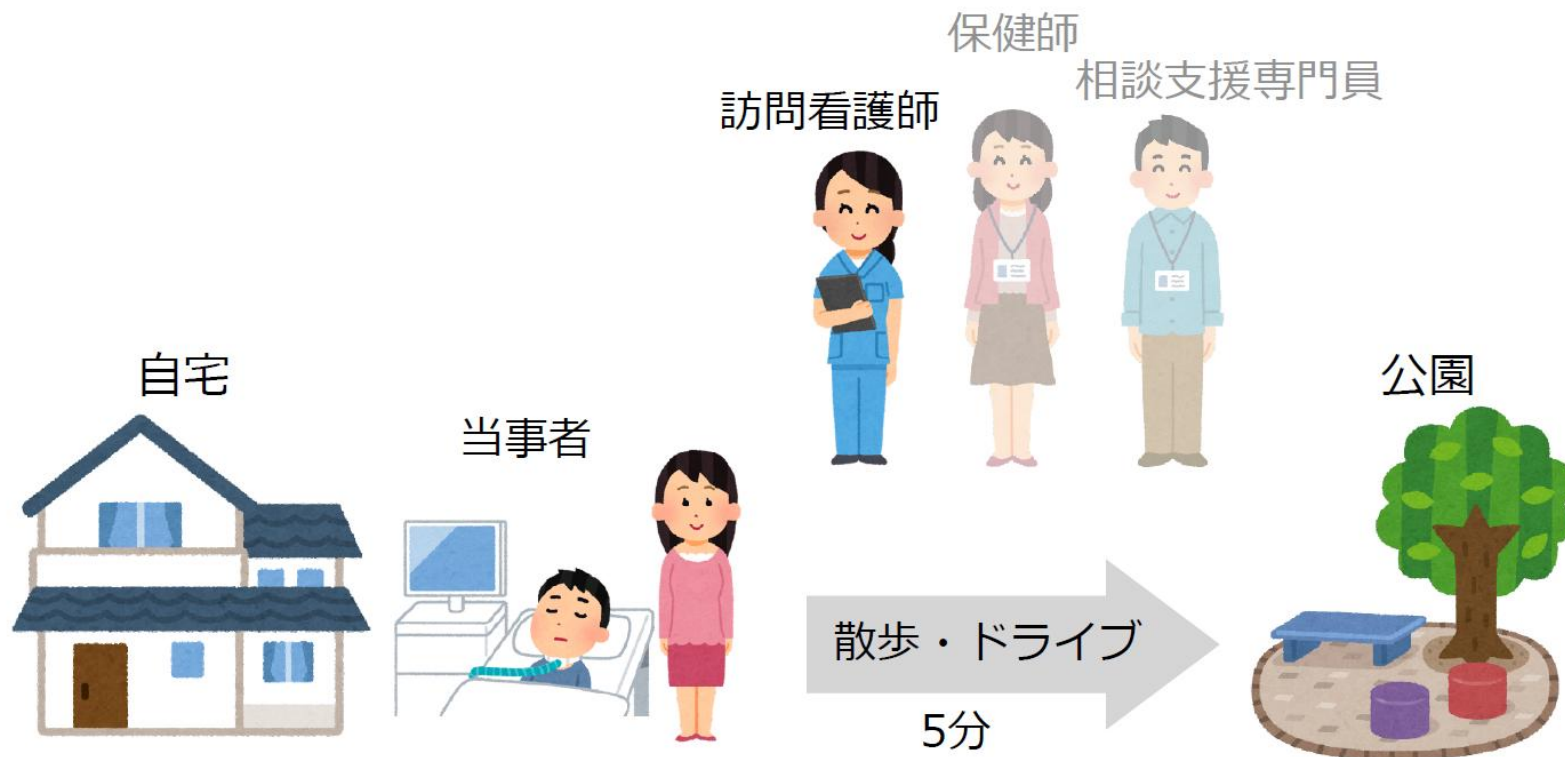 保健師
相談支援専門員
訪問看護師
自宅
当事者
公園
散歩・ドライブ
5分